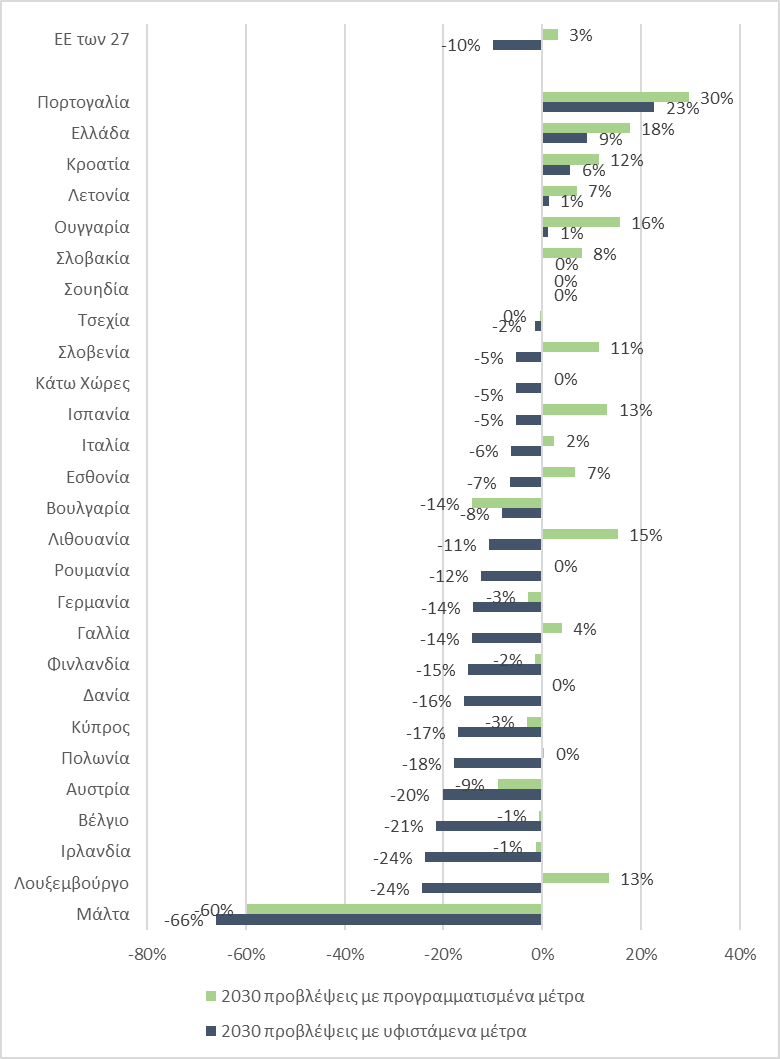 ΕΕ των 27 3% -10%
Πορτογαλία 30% 23%
Ελλάδα 18% 9%
Κροατία 12% 6%
Λετονία 7% 1%
Ουγγαρία 16% 1%
Σλοβακία 8% 0%
Σουηδία 0% 0%
Τσεχία 0% -2%
Σλοβενία 11% -5%
Κάτω Χώρες 0% -5%
Ισπανία 13% -5%
Ιταλία 2% -6%
Εσθονία 7% -7%
Βουλγαρία -14% -8%
Λιθουανία 15% -11%
Ρουμανία 0% -12%
Γερμανία -3% -14%
Γαλλία 4% -14%
Φινλανδία -2% -15%
Δανία 0% -16%
Κύπρος -3% -17%
Πολωνία 0% -18%
Αυστρία -9% -20%
Βέλγιο -1% -21%
Ιρλανδία -1% -24%
Λουξεμβούργο 13% -24%
Μάλτα -60% -66%
-80% -60% -40% -20% 0% 20% 40%
2030 προβλέψεις με προγραμματισμένα μέτρα
2030 προβλέψεις με υφιστάμενα μέτρα